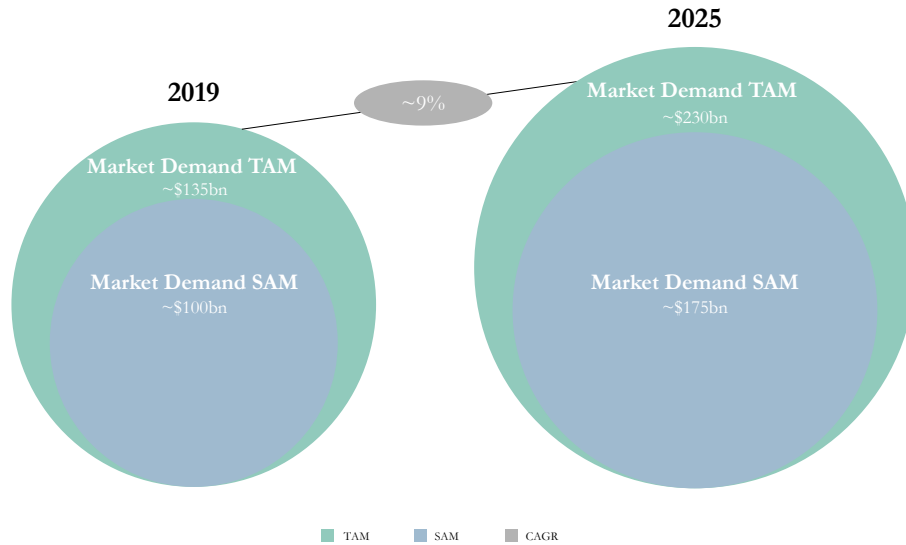 2019
2025
~9%
Market Demand TAM
~$135bn
Market Demand TAM
~$230bn
Market Demand SAM
~$100bn
Market Demand SAM
~$175bn
TAM
SAM
CAGR